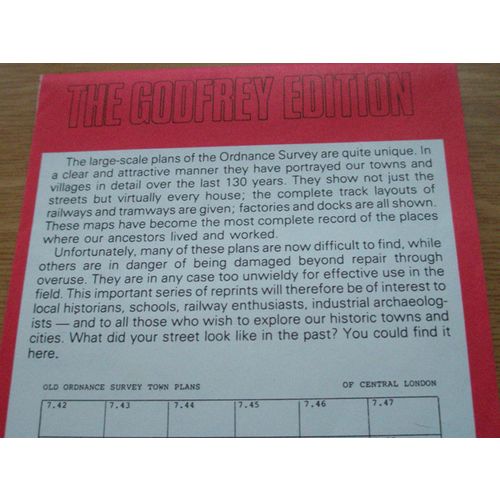 THE GODFREY EDITION
The large-scale plans of the Ordnance Survey are quite unique. In
a clear and attractive manner they have portrayed our towns and
villages in detail over the last 130 years. They show not just the
streets but virtually every house; the complete track layouts of
railways and tramways are given; factories and docks are all shown.
These maps have become the most complete record of the places
where our ancestors lived and worked.
Unfortunately, many of these plans are now difficult to find, while
others are in danger of being damaged beyond repair through
overuse. They are in any case too unwieldy for effective use in the
field. This important series of reprints will therefore be of interest to
local historians, schools, railway enthusiasts, industrial archaeolog-
ists — and to all those who wish to explore our historic towns and
cities. What did your street look like in the past? You could find it
here.
OLD ORDNANCE SURVEY TOWN PLANS OF CENTRAL LONDON
7.42 7.43 7.44 7.45 7.46 7.47